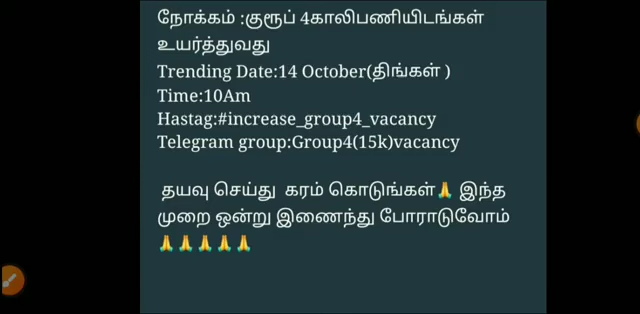 நோக்கம் :குரூப் 4காலிபணியிடங்கள்
உயர்த்துவது
Trending Date:14 October(திங்கள் )
Time:10Am
Hastag:#increase_group4_vacancy
Telegram group:Group4(15k)vacancy
தயவு செய்து கரம் கொடுங்கள்🙏 இந்த
முறை ஒன்று இணைந்து போராடுவோம்
🙏🙏🙏🙏🙏